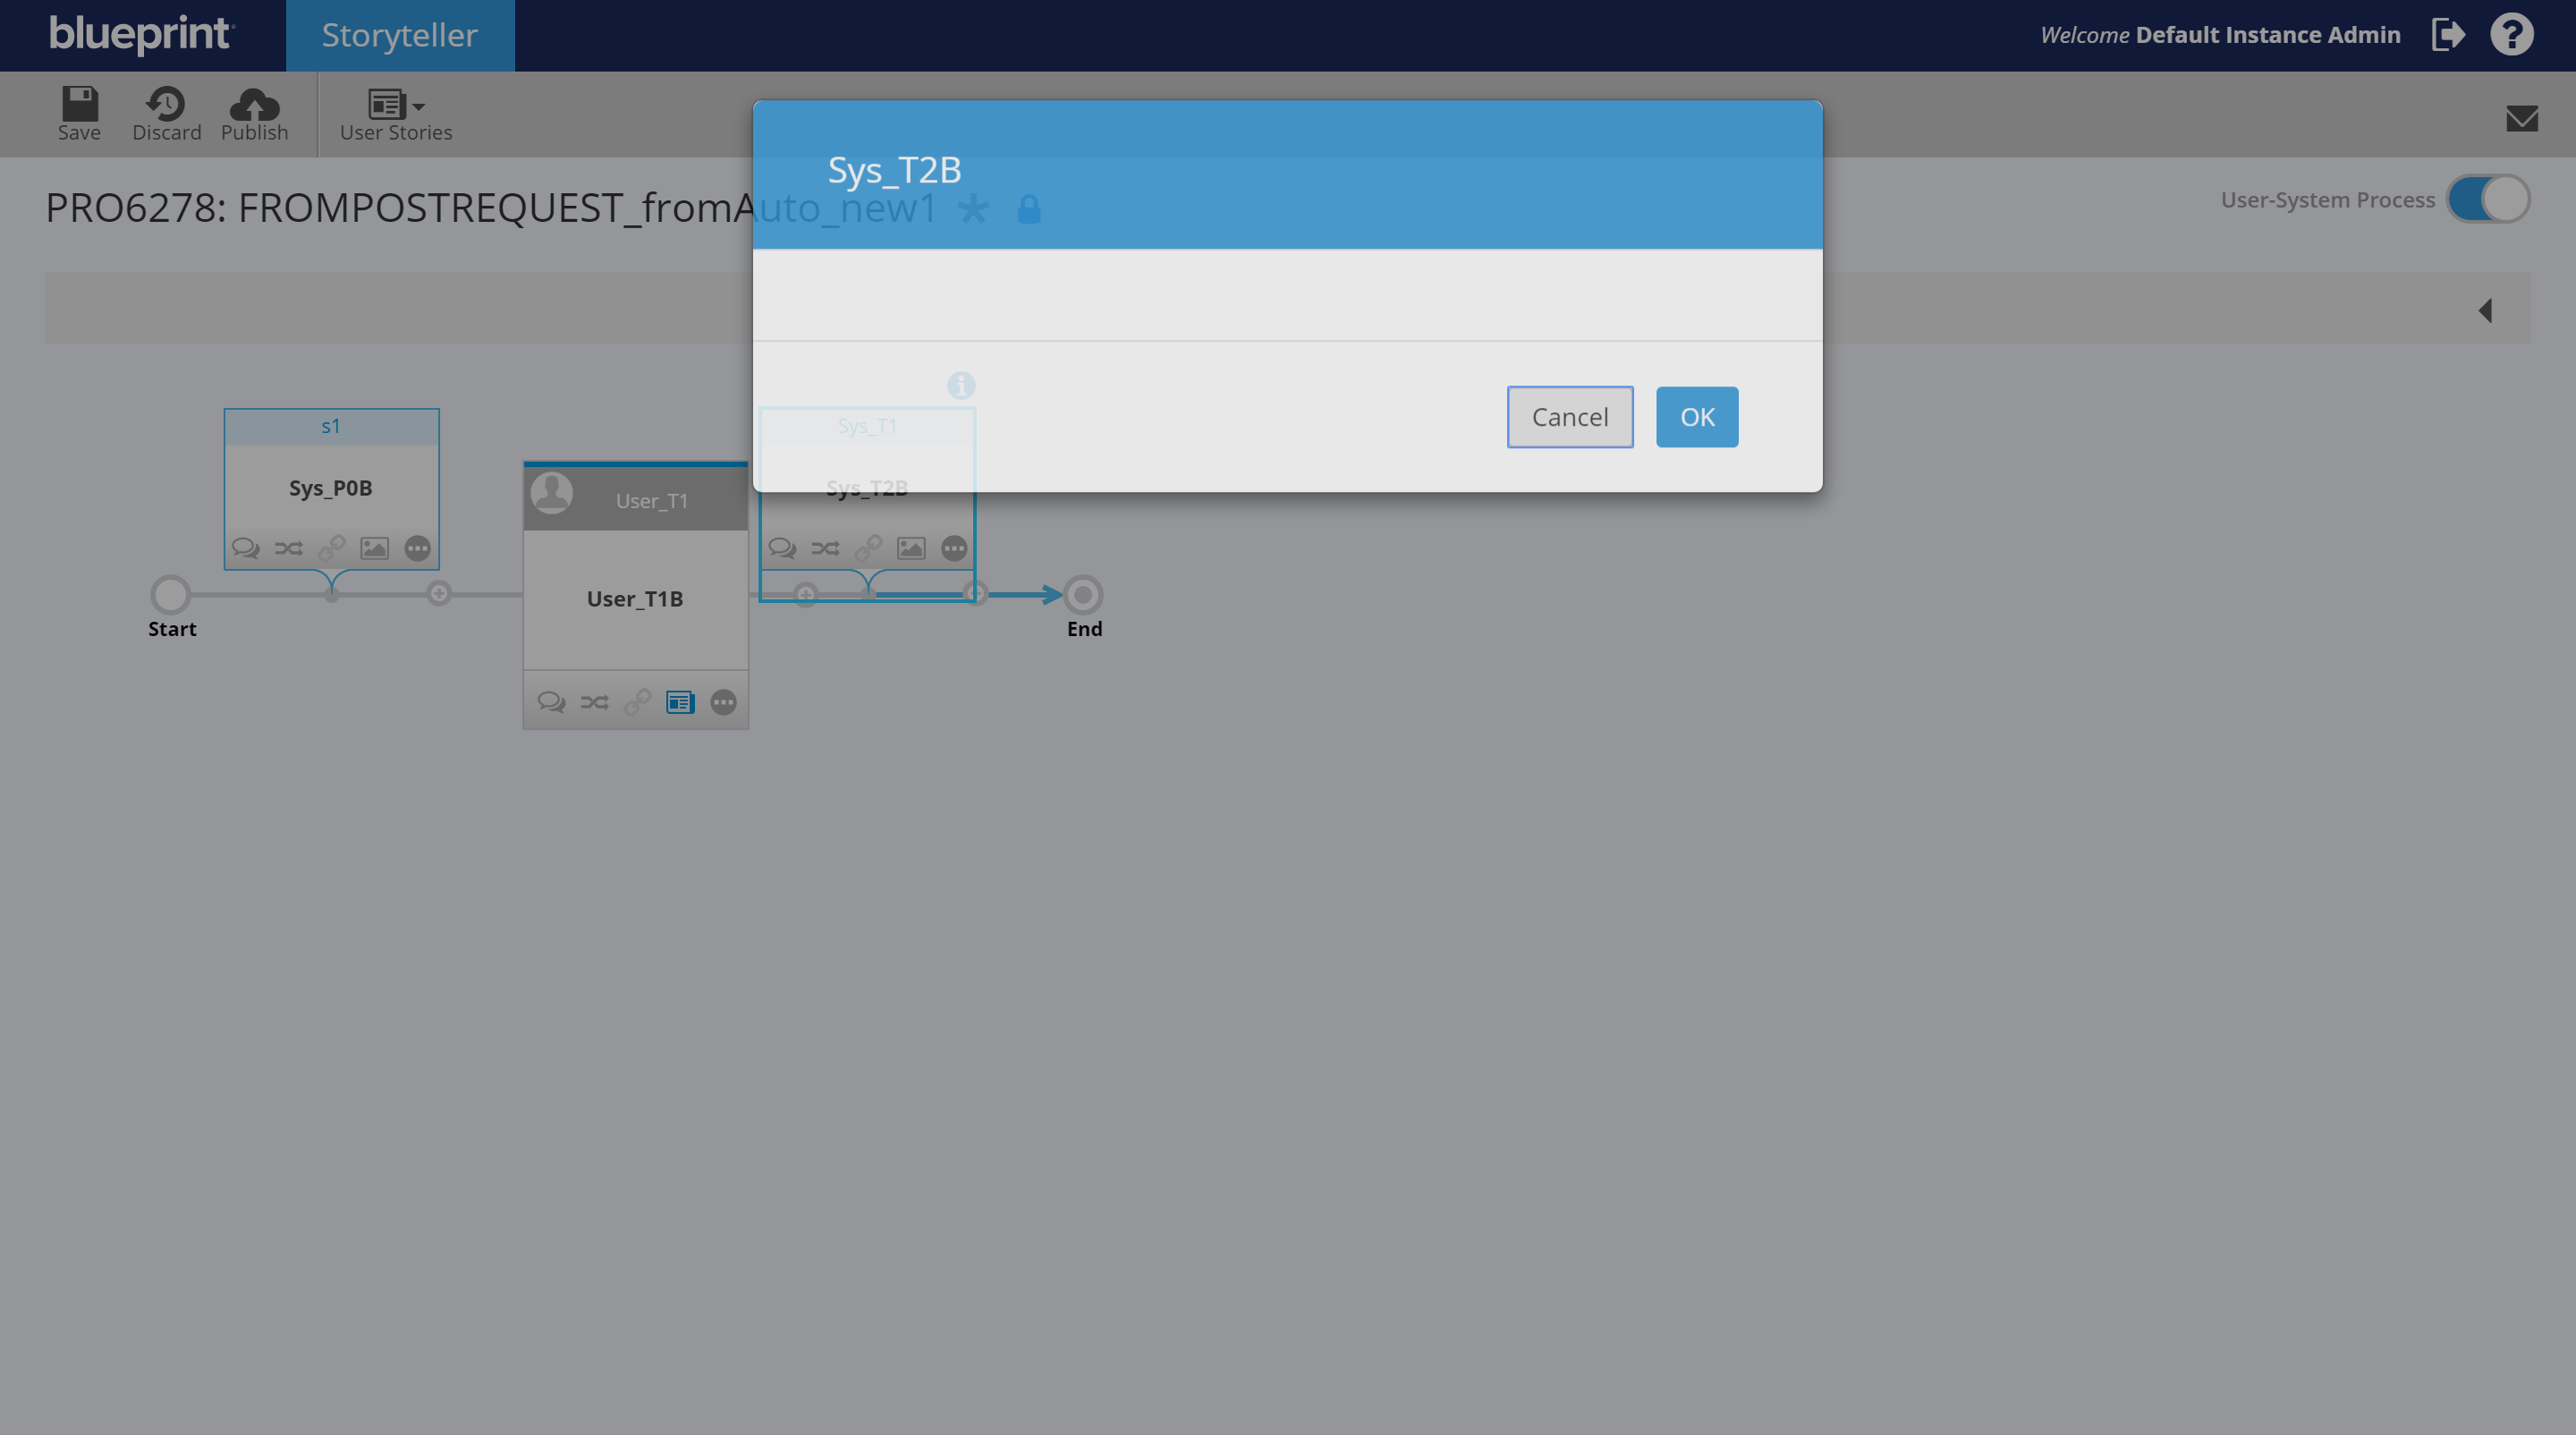 blueprint
Storyteller
Welcome Default Instance Admin
Save
Discard
Publish
User Stories
PRO6278: FROMPOSTREQUEST_fromAuto_new1
User-System Process
Sys_T2B
Cancel
OK
s1
Sys_P0B
User_T1
User_T1B
Sys_T1
Sys_T2B
Start
End